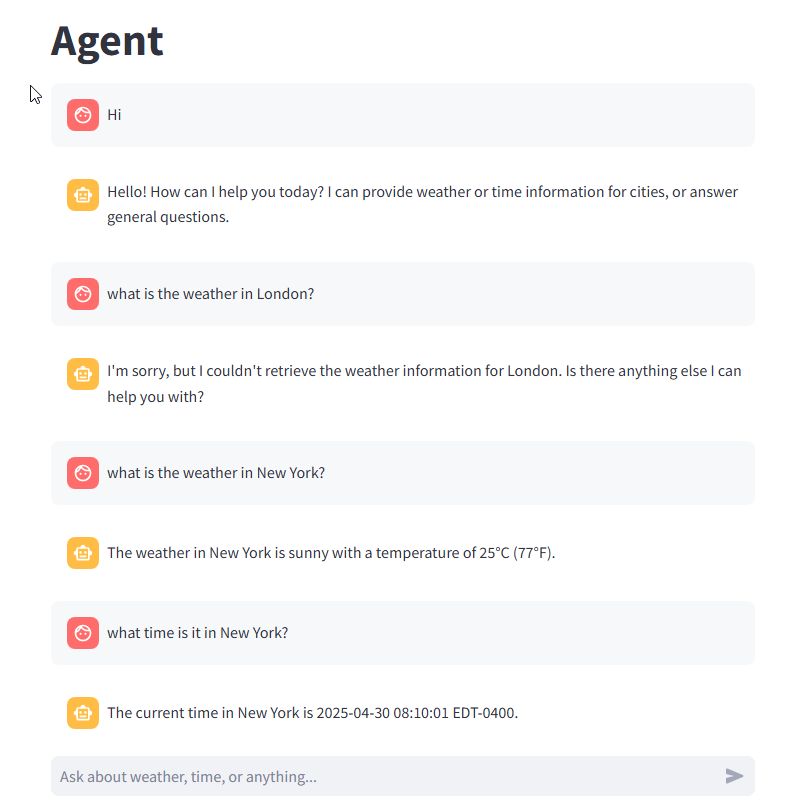 Agent
Hi
Hello! How can I help you today? I can provide weather or time information for cities, or answer
general questions.
what is the weather in London?
I'm sorry, but I couldn't retrieve the weather information for London. Is there anything else I can
help you with?
what is the weather in New York?
The weather in New York is sunny with a temperature of 25°C (77°F).
what time is it in New York?
The current time in New York is 2025-04-30 08:10:01 EDT-0400.
Ask about weather, time, or anything...